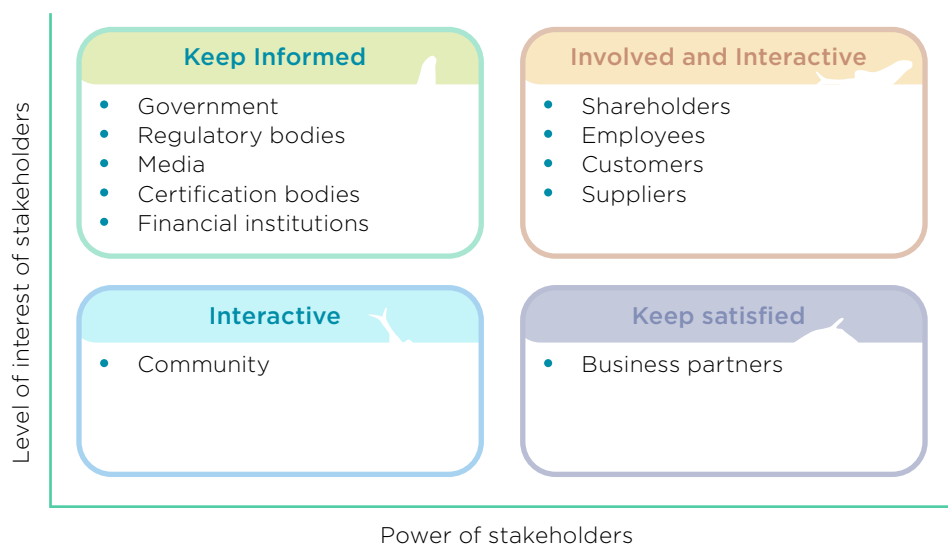 Level of interest of stakeholders
Keep Informed
• Government
• Regulatory bodies
• Media
• Certification bodies
• Financial institutions
Involved and Interactive
• Shareholders
• Employees
• Customers
• Suppliers
Interactive
• Community
Keep satisfied
• Business partners
Power of stakeholders